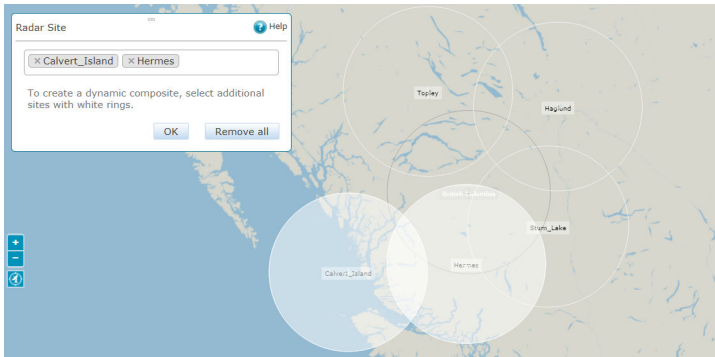 Radar Site
Help
× Calvert_Island × Hermes
To create a dynamic composite, select additional
sites with white rings.
OK
Remove all
Topley
Haglund
Stum_Lake
Hermes
Calvert_Island
+
−